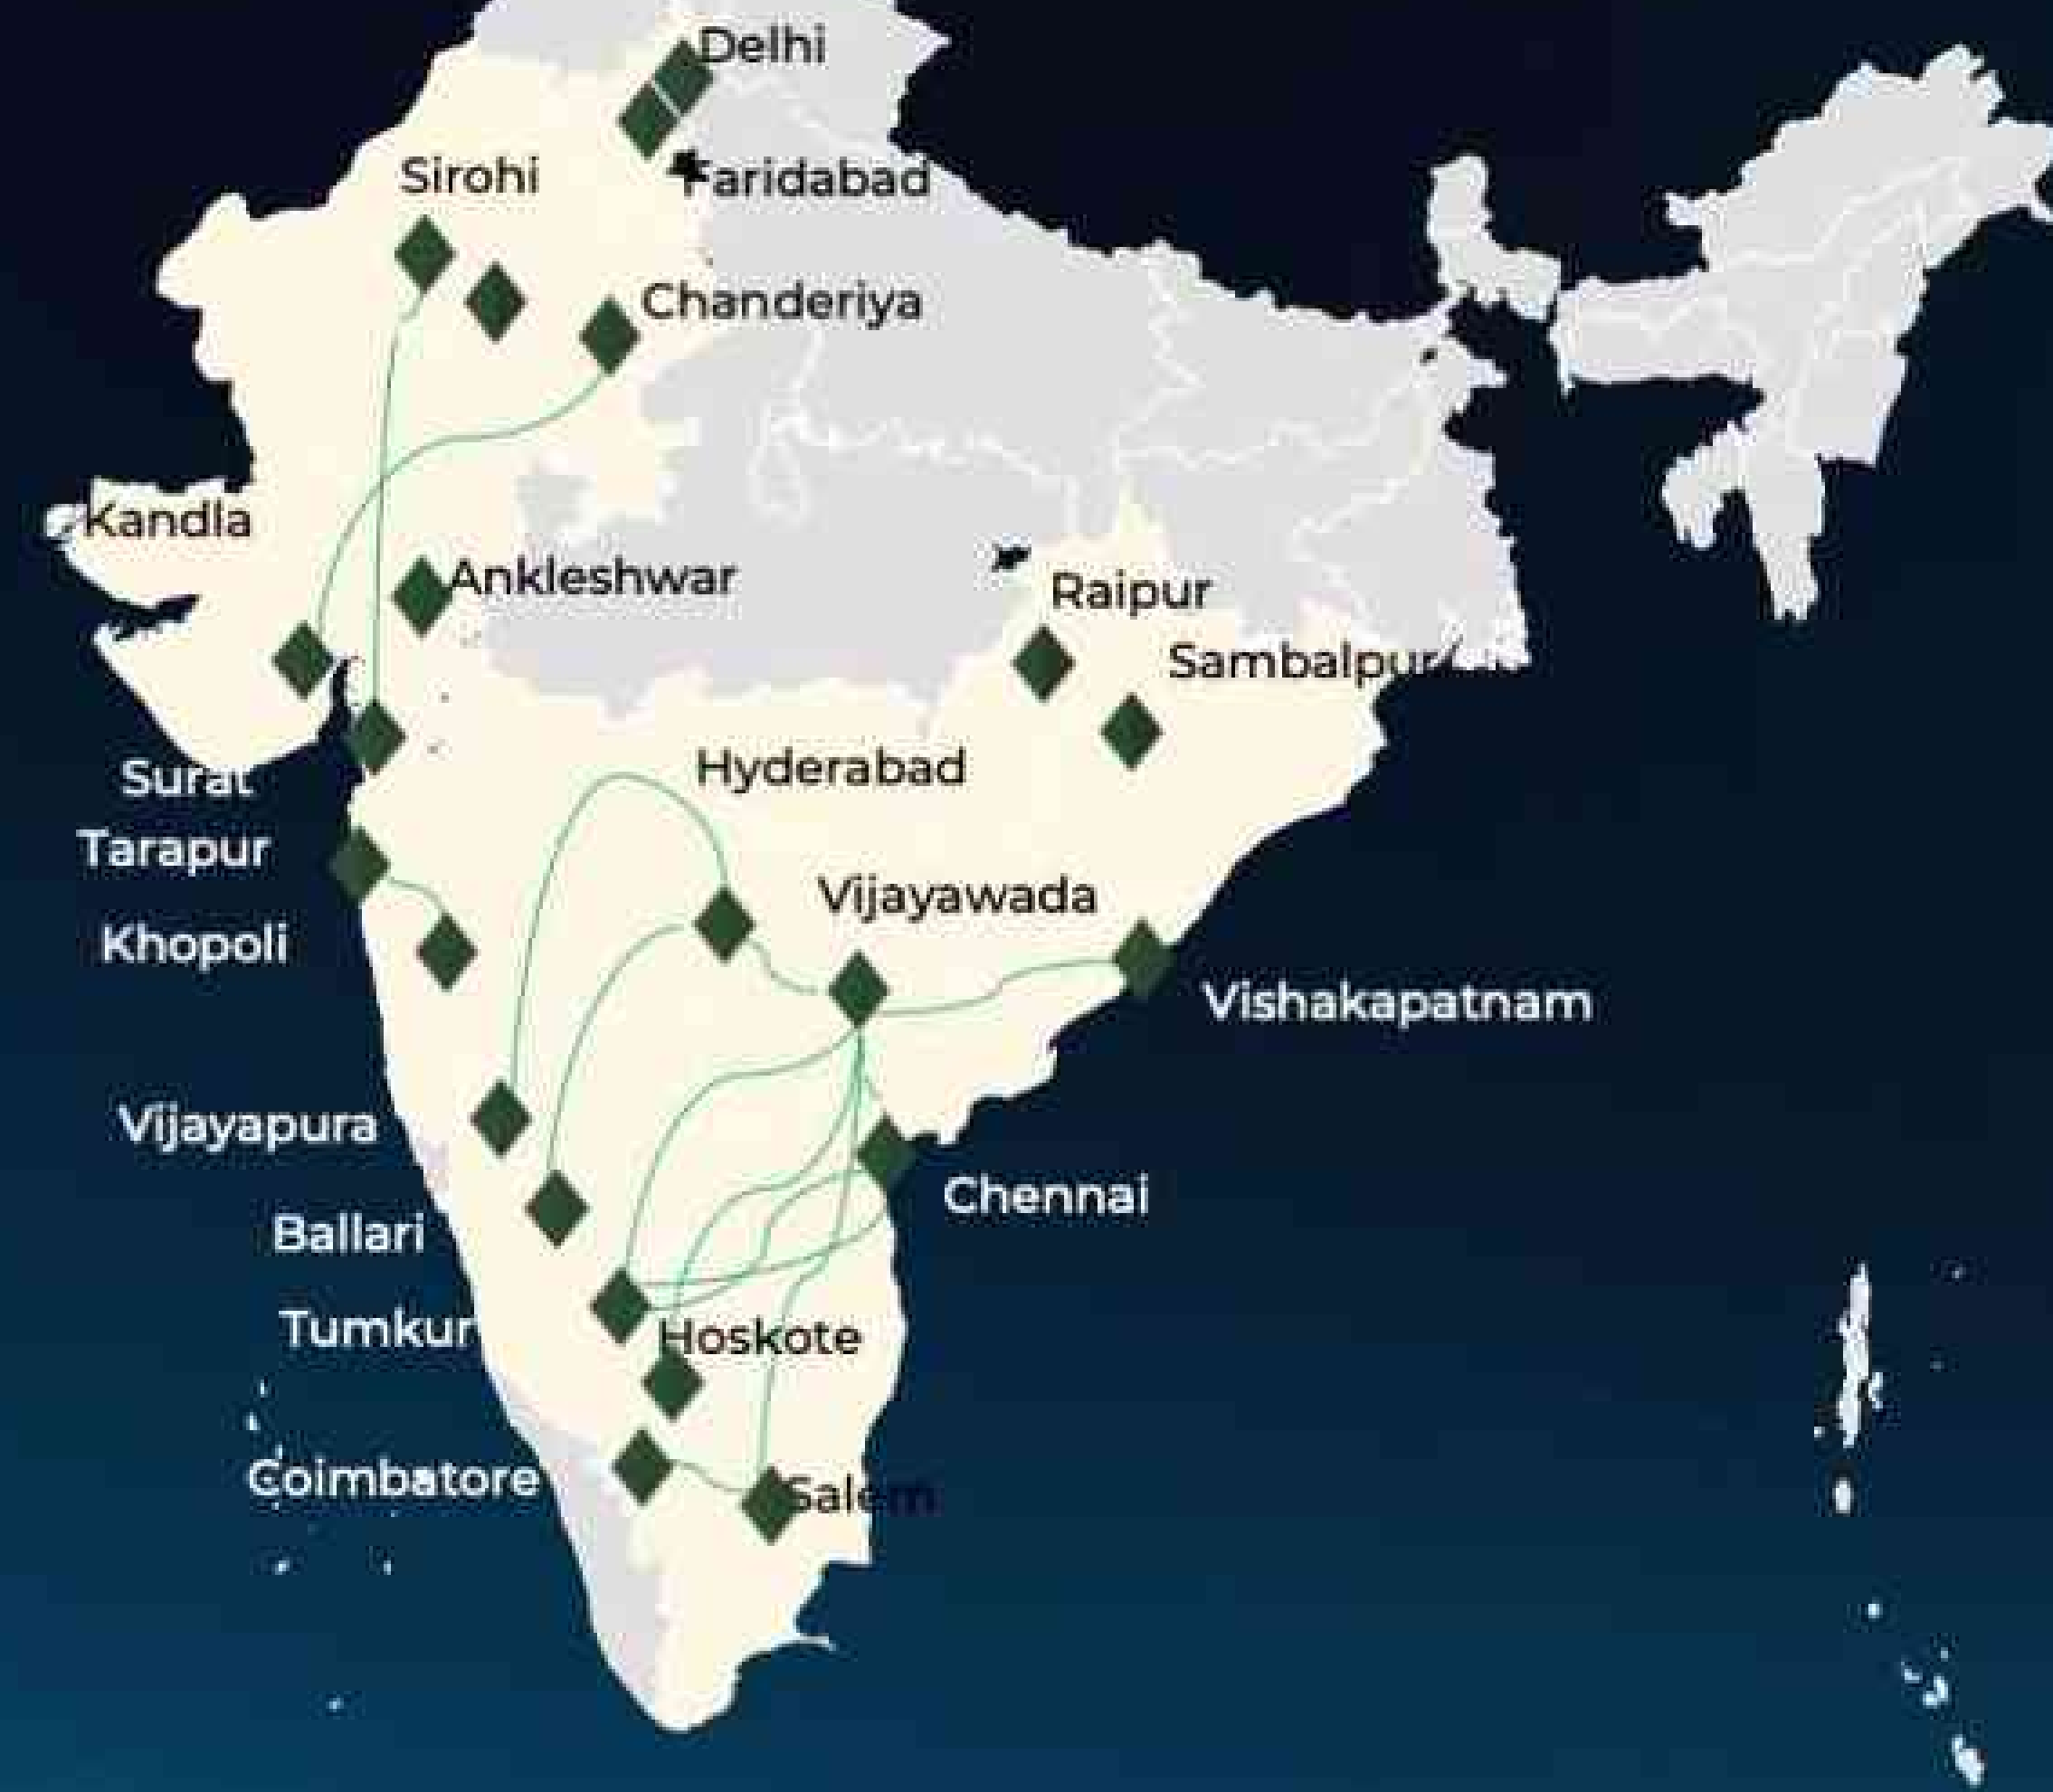 Delhi
Sirohi
Faridabad
Chanderiya
Kandla
Ankleshwar
Raipur
Sambalpur
Surat
Hyderabad
Tarapur
Vijayawada
Khopoli
Vishakapatnam
Vijayapura
Chennai
Ballari
Tumkur
Hoskote
Coimbatore
Salem